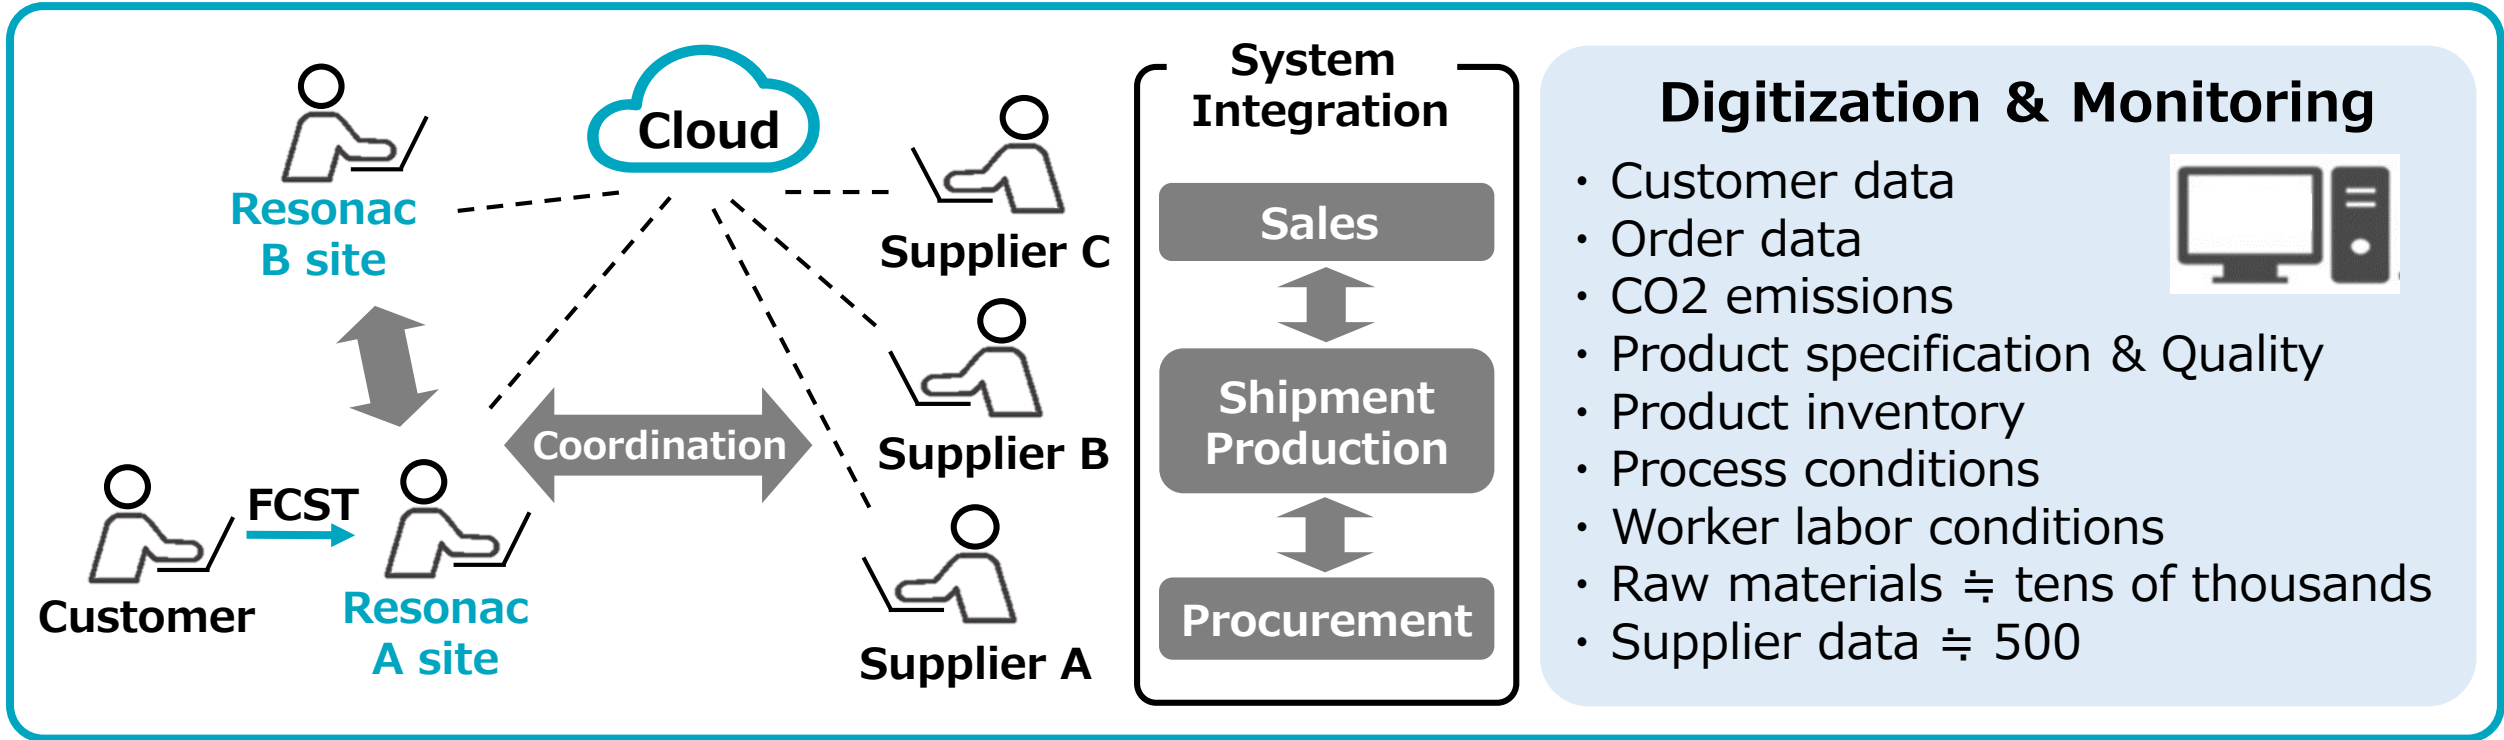 Cloud
Resonac
B site
Supplier C
Supplier B
Coordination
FCST
Customer
Resonac
A site
Supplier A
System
Integration
Sales
Shipment
Production
Procurement
Digitization & Monitoring
・Customer data
・Order data
・CO2 emissions
・Product specification & Quality
・Product inventory
・Process conditions
・Worker labor conditions
・Raw materials ≒ tens of thousands
・Supplier data ≒ 500